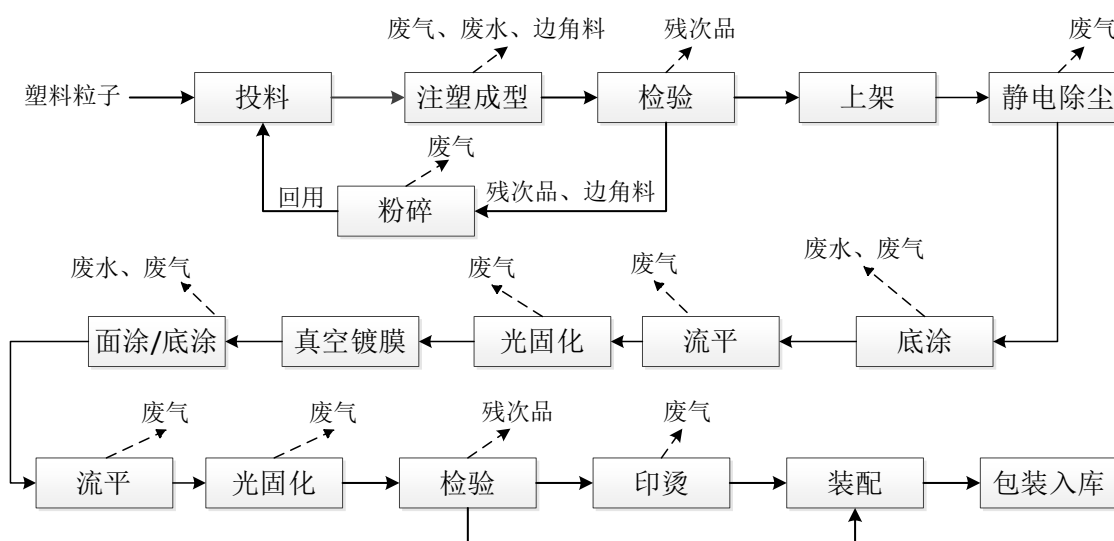 废气、废水、边角料
残次品
废气
塑料粒子
投料
注塑成型
检验
上架
静电除尘
废气
回用
粉碎
残次品、边角料
废水、废气
废气
废气
废水、废气
面涂/底涂
真空镀膜
光固化
流平
底涂
废气
废气
残次品
废气
流平
光固化
检验
印烫
装配
包装入库